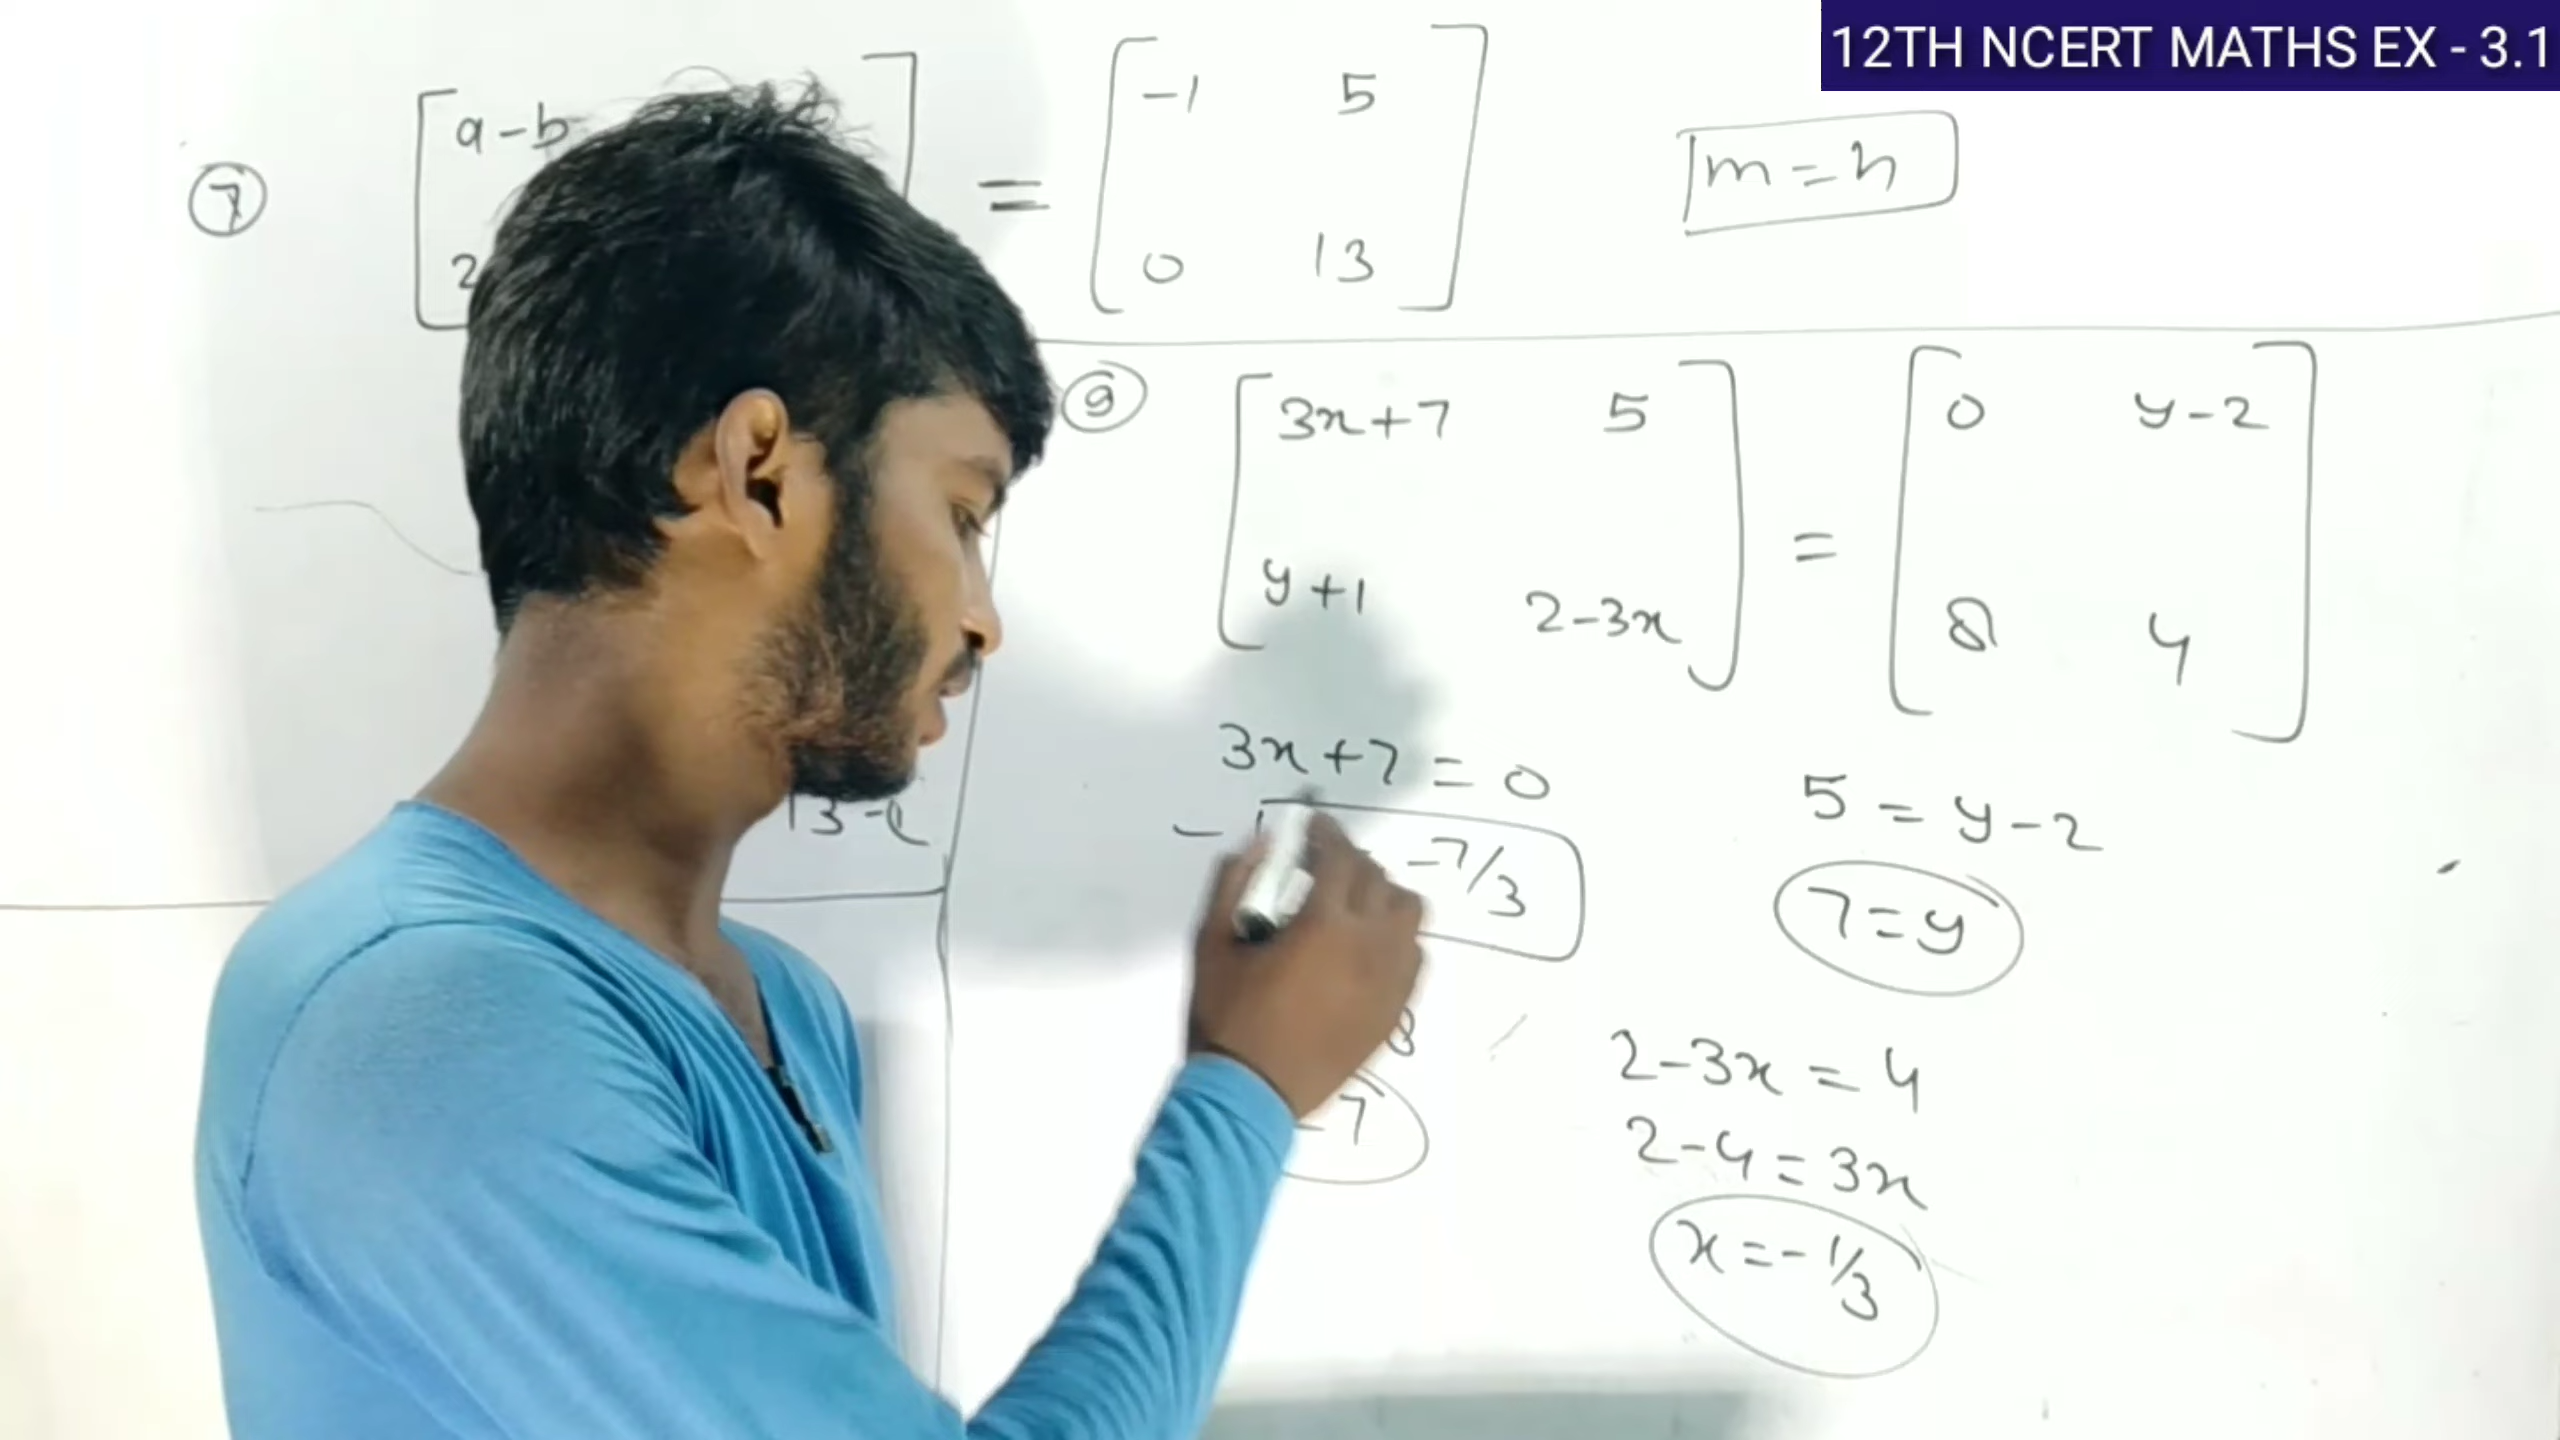 12TH NCERT MATHS EX - 3.1
7 [ a-b
2 ] = [ -1 5
0 13 ]
m=n
9 [ 3x+7 5
y+1 2-3x ] = [ 0 y-2
8 4 ]
3x+7=0
-7/3
5=y-2
7=y
8
=7
2-3x=4
2-4=3x
x=-1/3